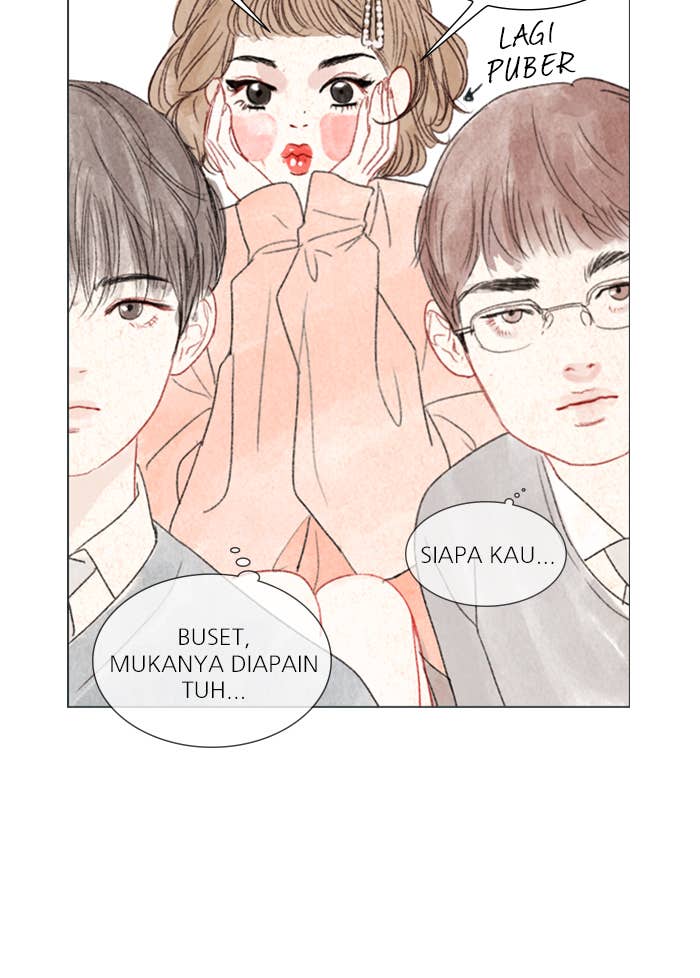 LAGI
PUBER
SIAPA KAU...
BUSET,
MUKANYA DIAPAIN
TUH...